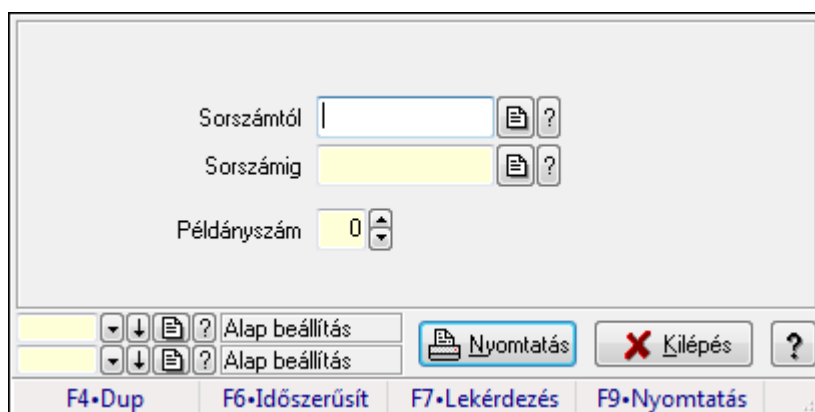 Sorszámtól ?
Sorszámig ?
Példányszám 0
? Alap beállítás
? Alap beállítás
Nyomtatás Kilépés ?
F4•Dup F6•Időszerűsít F7•Lekérdezés F9•Nyomtatás